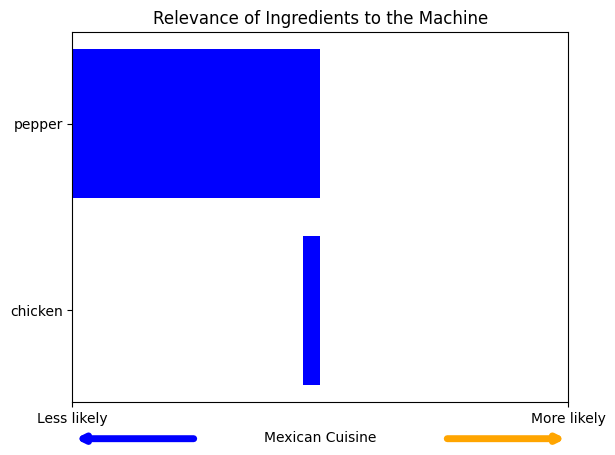 Relevance of Ingredients to the Machine
pepper
chicken
Less likely
More likely
Mexican Cuisine